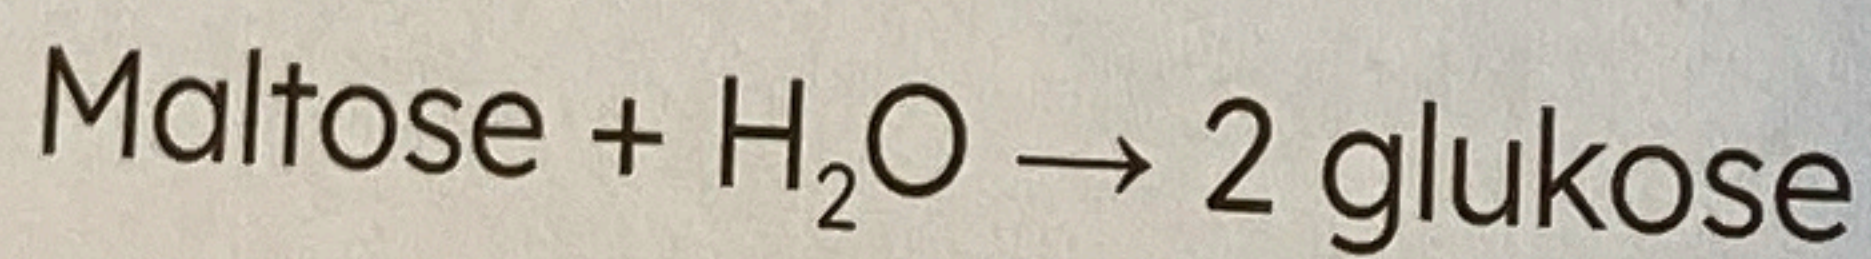 Maltose + H₂O → 2 glukose